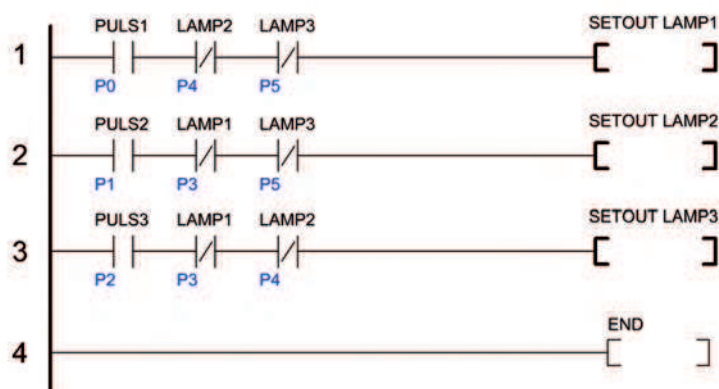 PULS1 LAMP2 LAMP3 SETOUT LAMP1
1
P0 P4 P5
PULS2 LAMP1 LAMP3 SETOUT LAMP2
2
P1 P3 P5
PULS3 LAMP1 LAMP2 SETOUT LAMP3
3
P2 P3 P4
END
4